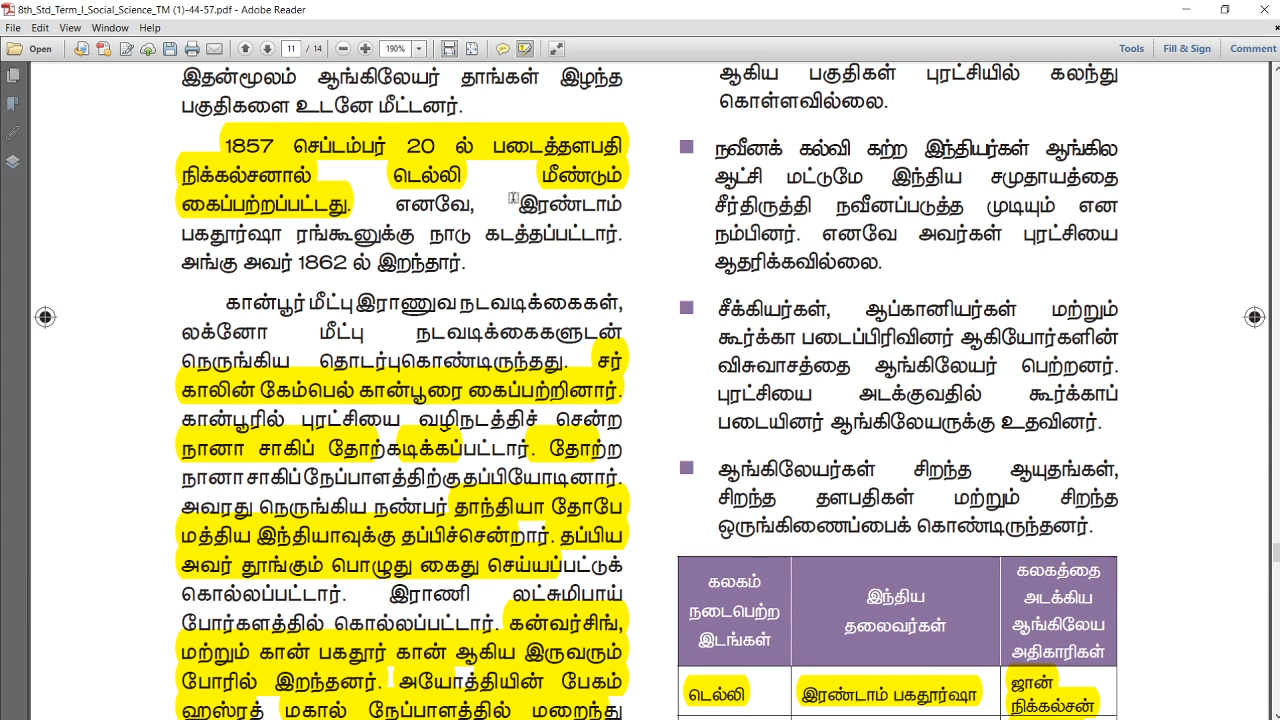 8th_Std_Term_I_Social_Science_TM (1)-44-57.pdf - Adobe Reader
File Edit View Window Help
Open 11 / 14 190% Tools Fill & Sign Comment
இதன்மூலம் ஆங்கிலேயர் தாங்கள் இழந்த
பகுதிகளை உடனே மீட்டனர்.
1857 செப்டம்பர் 20 ல் படைத்தளபதி
நிக்கல்சனால் டெல்லி மீண்டும்
கைப்பற்றப்பட்டது. எனவே, இரண்டாம்
பகதூர்ஷா ரங்கூனுக்கு நாடு கடத்தப்பட்டார்.
அங்கு அவர் 1862 ல் இறந்தார்.
கான்பூர் மீட்பு இராணுவ நடவடிக்கைகள்,
லக்னோ மீட்பு நடவடிக்கைகளுடன்
நெருங்கிய தொடர்புகொண்டிருந்தது. சர்
காலின் கேம்பெல் கான்பூரை கைப்பற்றினார்.
கான்பூரில் புரட்சியை வழிநடத்திச் சென்ற
நானா சாகிப் தோற்கடிக்கப்பட்டார். தோற்ற
நானா சாகிப் நேப்பாளத்திற்கு தப்பியோடினார்.
அவரது நெருங்கிய நண்பர் தாந்தியா தோபே
மத்திய இந்தியாவுக்கு தப்பிச்சென்றார். தப்பிய
அவர் தூங்கும் பொழுது கைது செய்யப்பட்டுக்
கொல்லப்பட்டார். இராணி லட்சுமிபாய்
போர்களத்தில் கொல்லப்பட்டார். கன்வர்சிங்,
மற்றும் கான் பகதூர் கான் ஆகிய இருவரும்
போரில் இறந்தனர். அயோத்தியின் பேகம்
ஹஸ்ரத் மகால் நேப்பாளத்தில் மறைந்து
ஆகிய பகுதிகள் புரட்சியில் கலந்து
கொள்ளவில்லை.
நவீனக் கல்வி கற்ற இந்தியர்கள் ஆங்கில
ஆட்சி மட்டுமே இந்திய சமுதாயத்தை
சீர்திருத்தி நவீனப்படுத்த முடியும் என
நம்பினர். எனவே அவர்கள் புரட்சியை
ஆதரிக்கவில்லை.
சீக்கியர்கள், ஆப்கானியர்கள் மற்றும்
கூர்க்கா படைப்பிரிவினர் ஆகியோர்களின்
விசுவாசத்தை ஆங்கிலேயர் பெற்றனர்.
புரட்சியை அடக்குவதில் கூர்க்காப்
படையினர் ஆங்கிலேயருக்கு உதவினர்.
ஆங்கிலேயர்கள் சிறந்த ஆயுதங்கள்,
சிறந்த தளபதிகள் மற்றும் சிறந்த
ஒருங்கிணைப்பைக் கொண்டிருந்தனர்.
கலகம்
நடைபெற்ற
இடங்கள்
இந்திய
தலைவர்கள்
கலகத்தை
அடக்கிய
ஆங்கிலேய
அதிகாரிகள்
டெல்லி
இரண்டாம் பகதூர்ஷா
ஜான்
நிக்கல்சன்